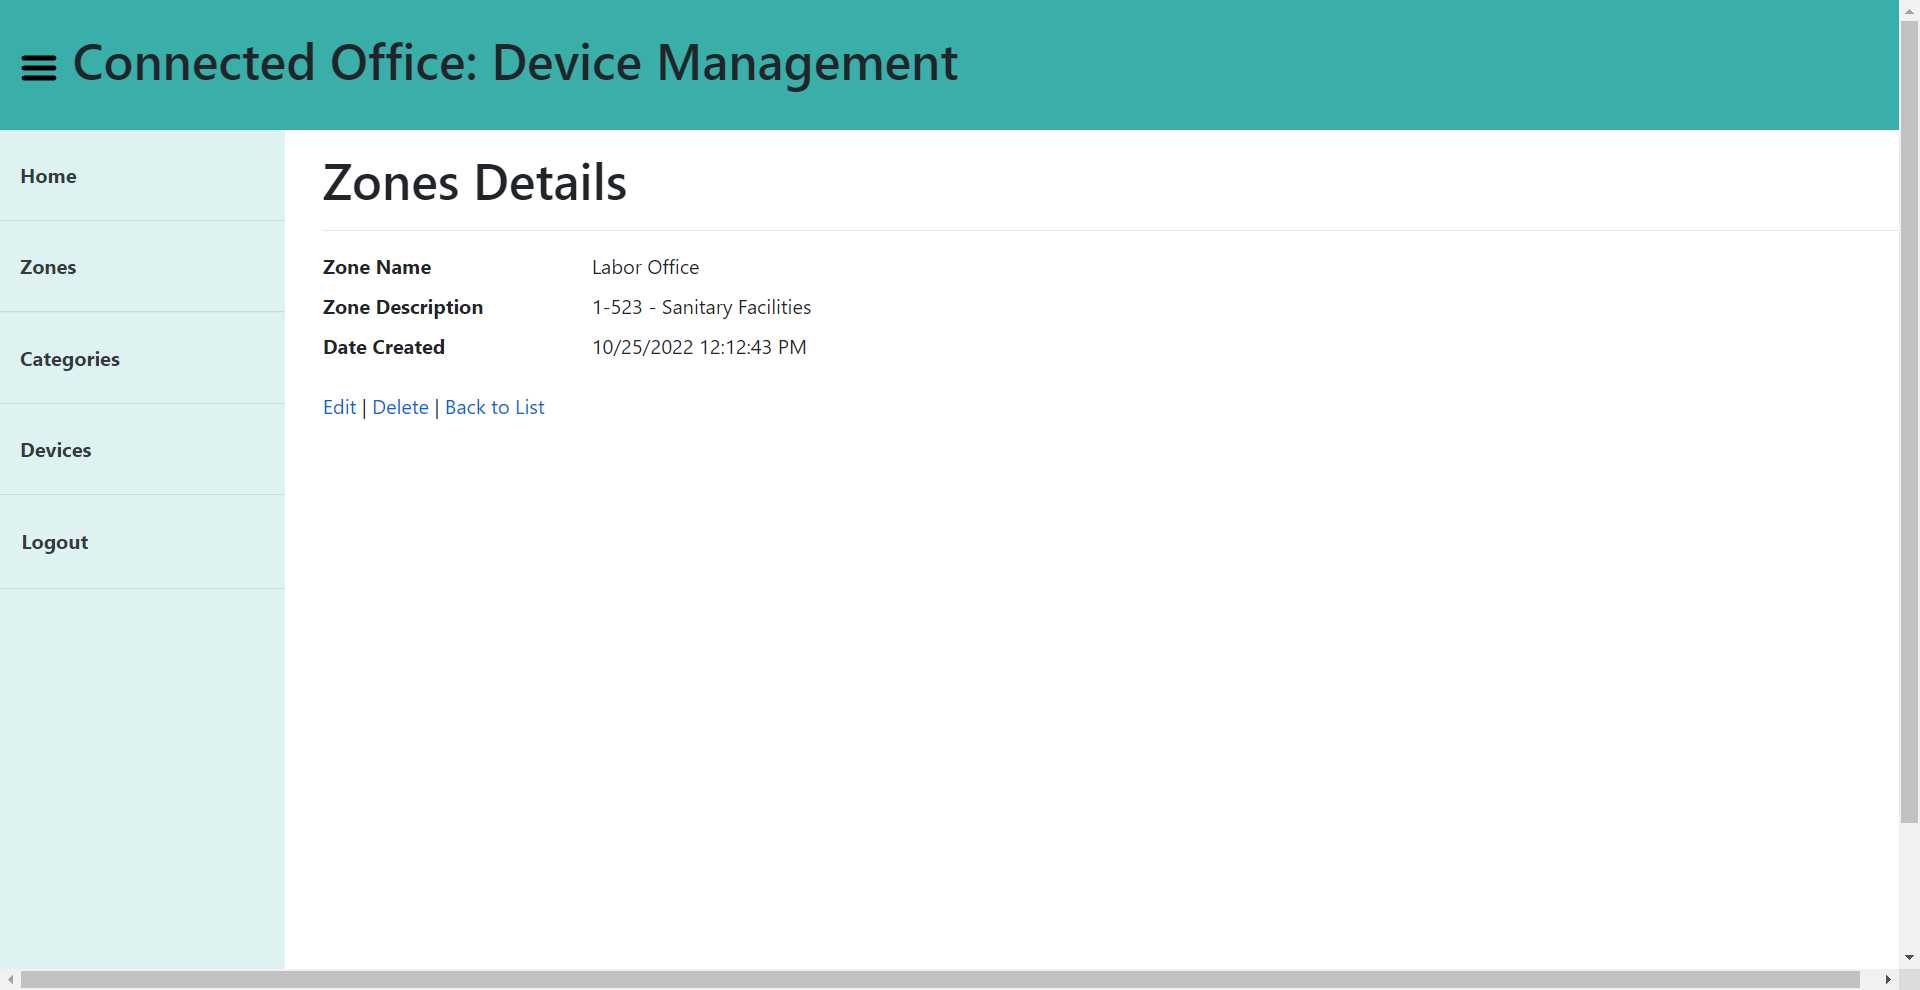 Connected Office: Device Management
Home
Zones
Categories
Devices
Logout
Zones Details
Zone Name Labor Office
Zone Description 1-523 - Sanitary Facilities
Date Created 10/25/2022 12:12:43 PM
Edit | Delete | Back to List